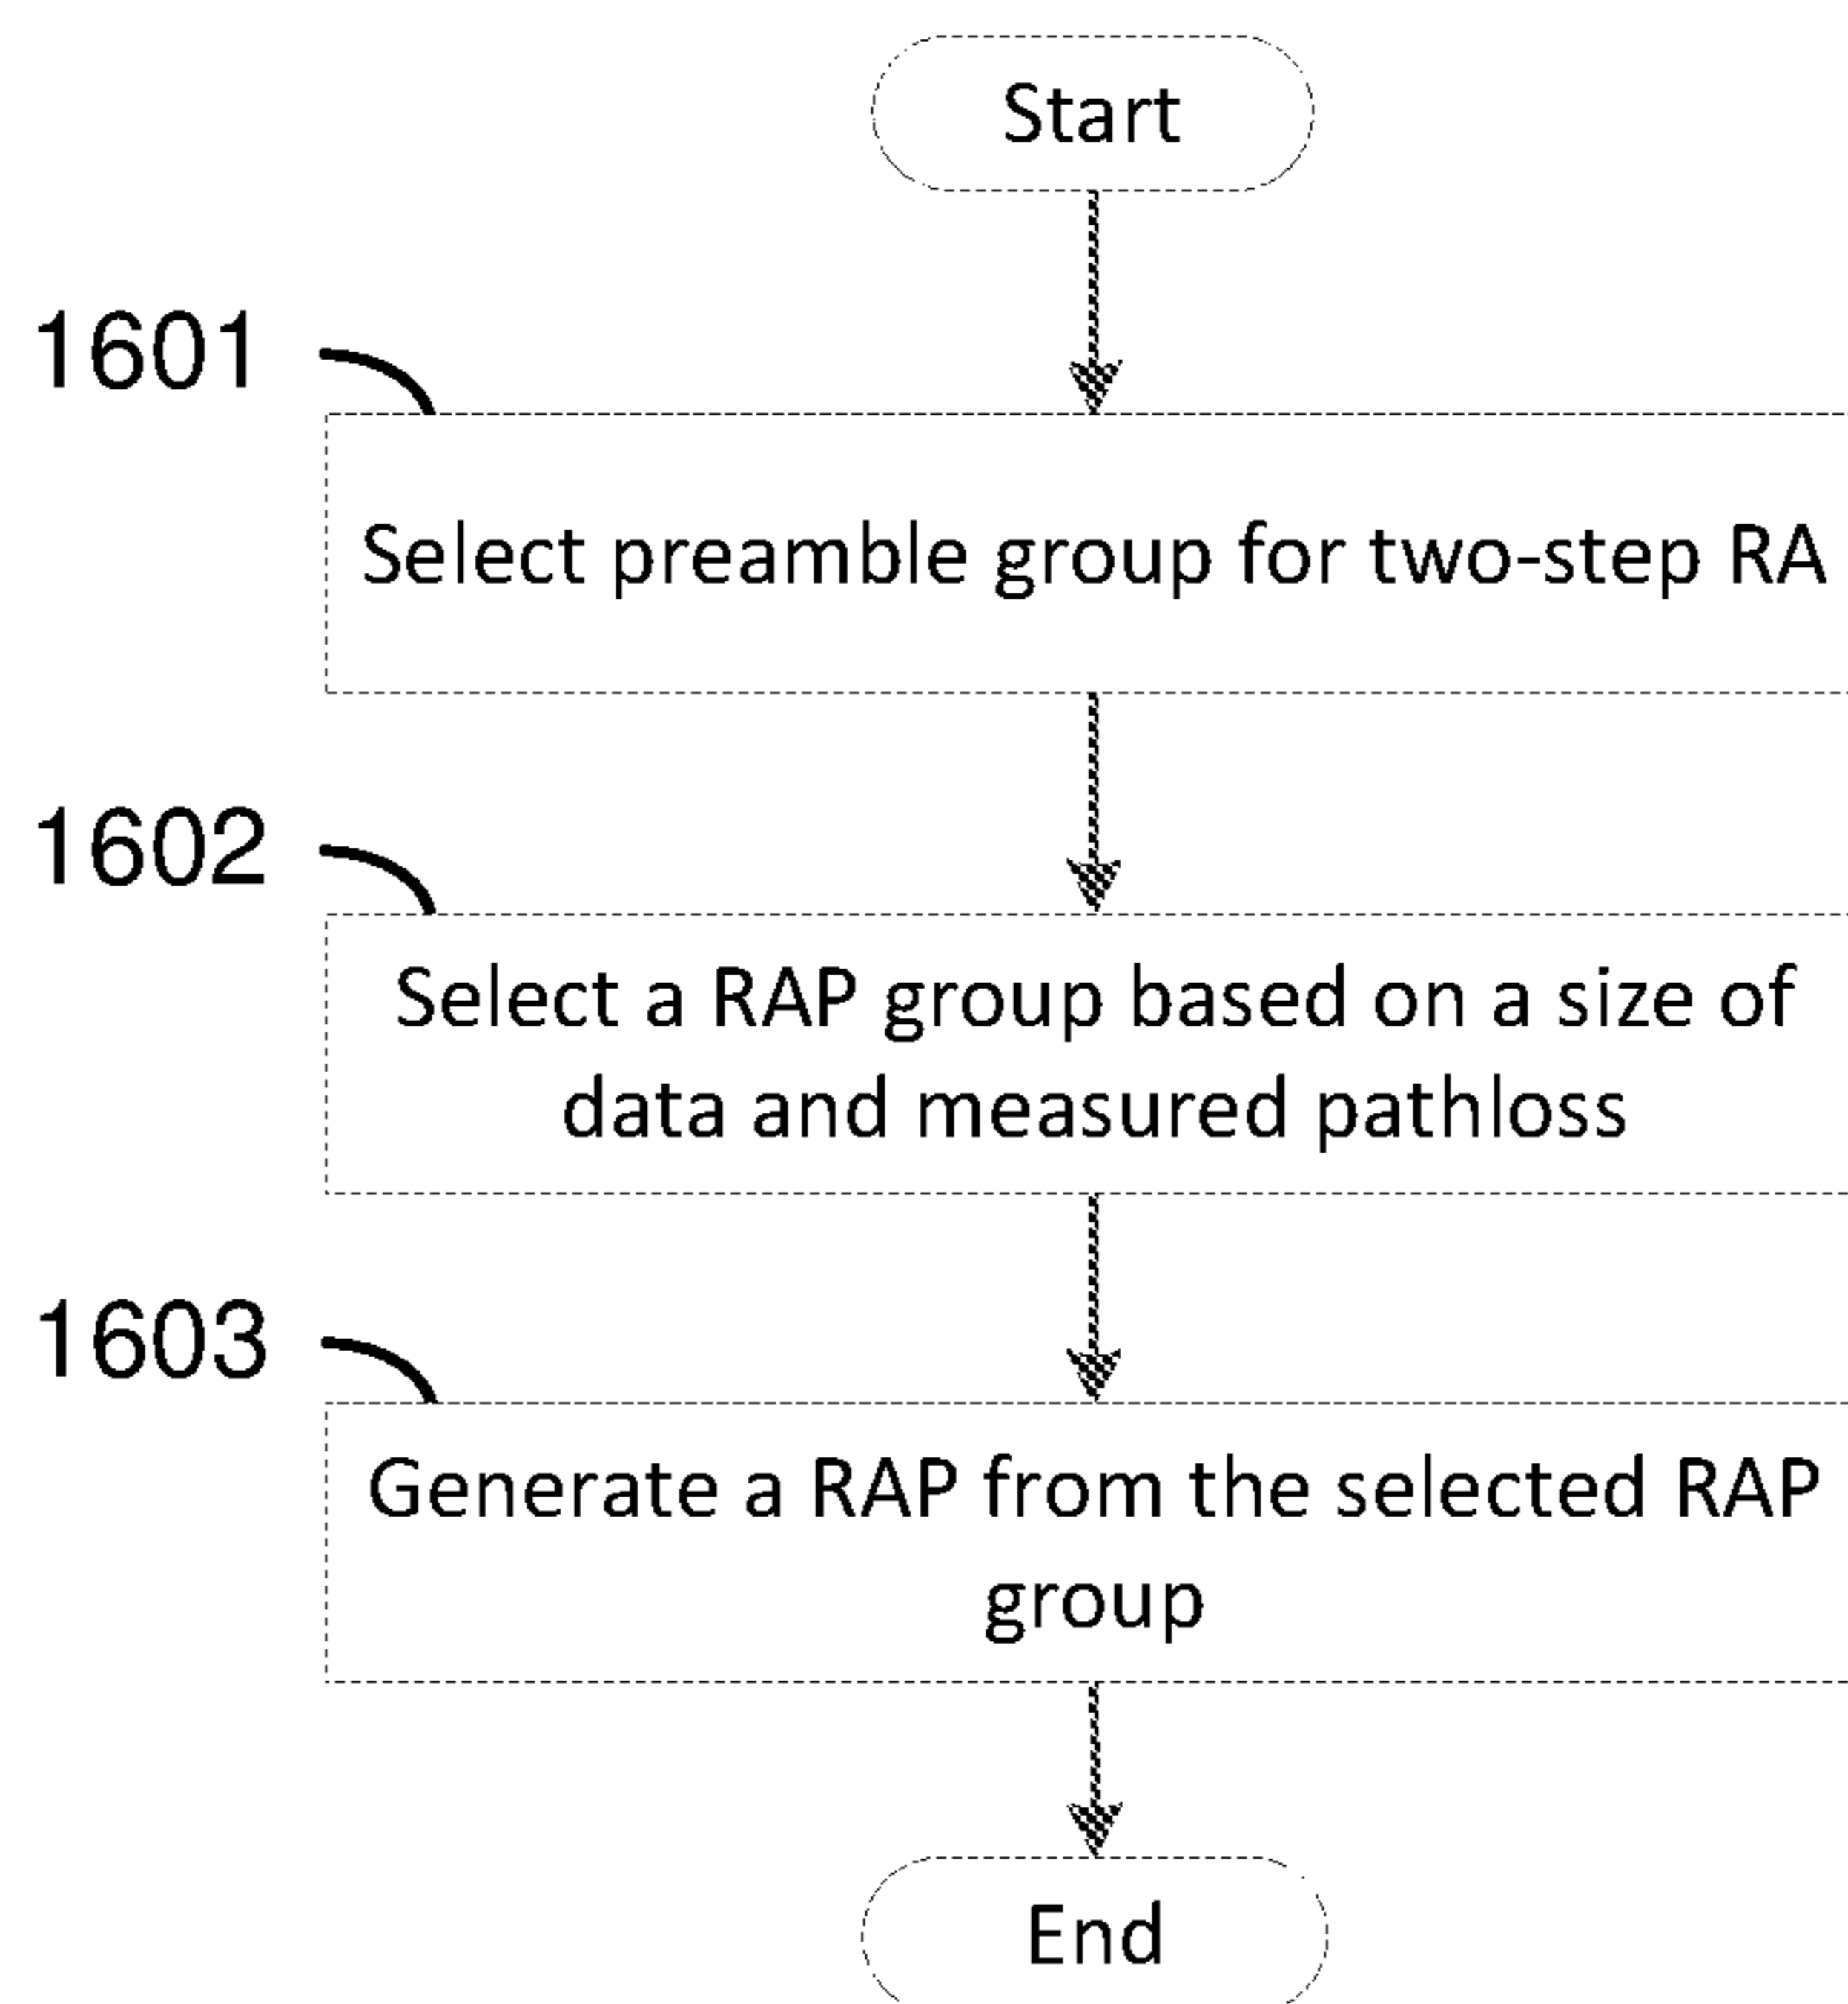 Start
1601
Select preamble group for two-step RA
1602
Select a RAP group based on a size of
data and measured pathloss
1603
Generate a RAP from the selected RAP
group
End